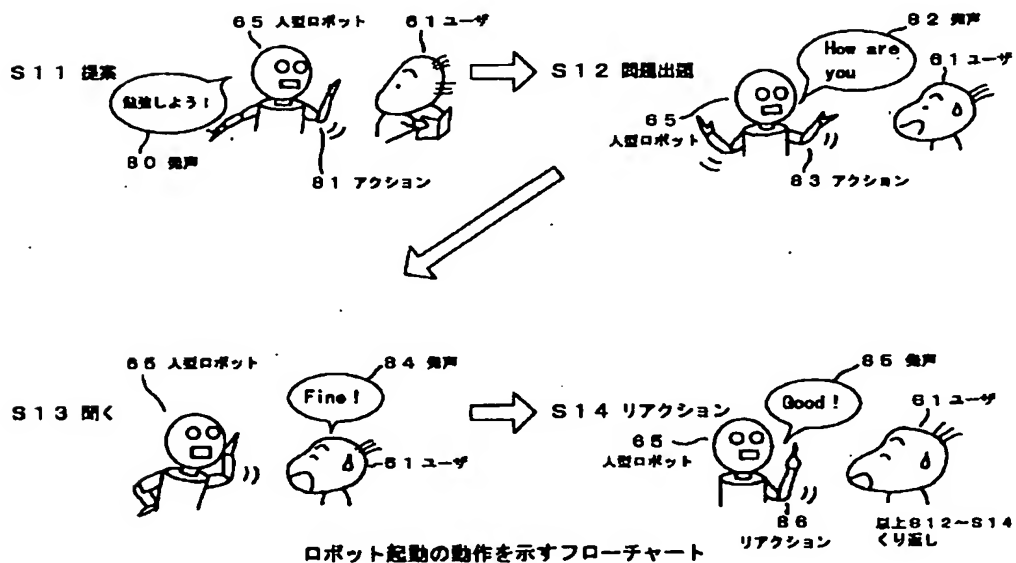 65 人型ロボット
61 ユーザ
S11 提案
勉強しよう!
80 発声
81 アクション
82 発声
How are
you
61 ユーザ
S12 問題出題
65
人型ロボット
83 アクション
65 人型ロボット
84 発声
Fine!
S13 聞く
61 ユーザ
85 発声
Good!
61 ユーザ
S14 リアクション
65
人型ロボット
86
リアクション
以上S12~S14
くり返し
ロボット起動の動作を示すフローチャート